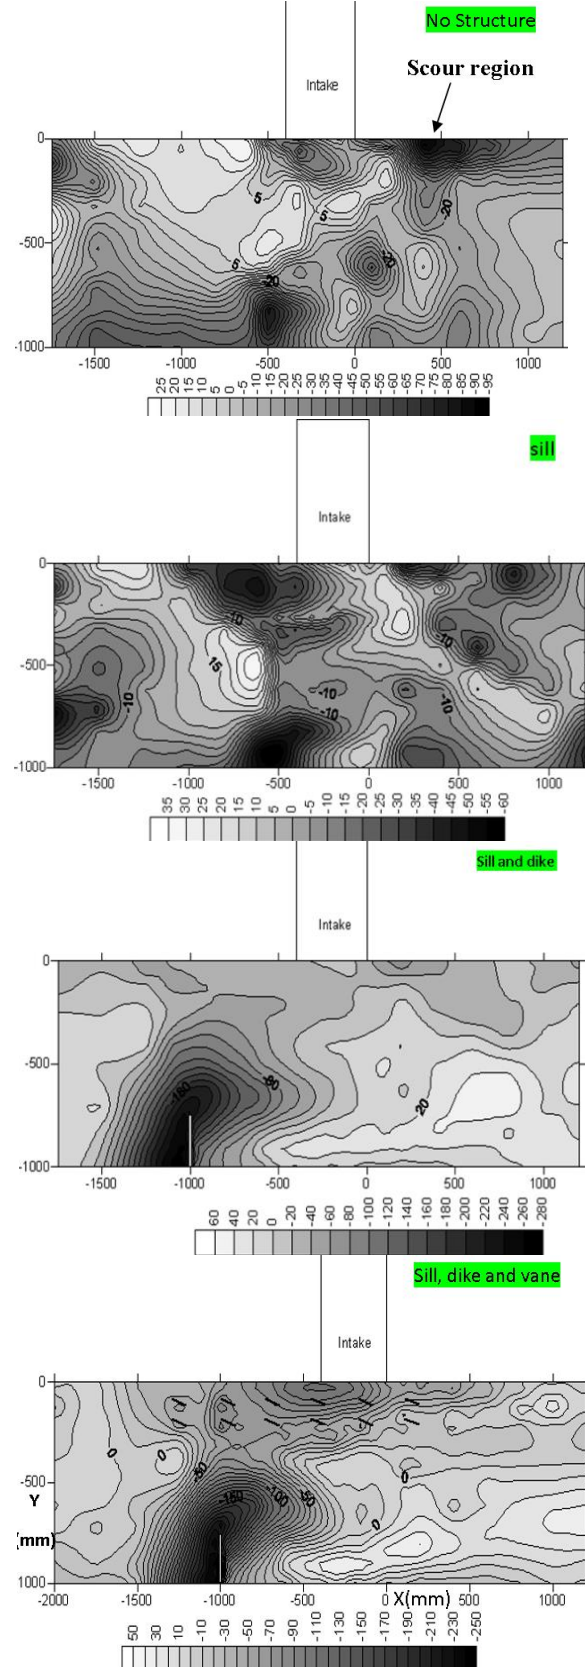 No Structure
Scour region
Intake
0
-500
-1000
5
5
5
-20
-20
-20
-1500 -1000 -500 0 500 1000
25 20 15 10 5 0 -5 -10 -15 -20 -25 -30 -35 -40 -45 -50 -55 -60 -65 -70 -75 -80 -85 -90 -95
sill
Intake
0
-500
-1000
-10
-10
15
-10
-10
-10
-10
-1500 -1000 -500 0 500 1000
35 30 25 20 15 10 5 0 -5 -10 -15 -20 -25 -30 -35 -40 -45 -50 -55 -60
Sill and dike
Intake
0
-500
-1000
-160
-80
20
-1500 -1000 -500 0 500 1000
60 40 20 0 -20 -40 -60 -80 -100 -120 -140 -160 -180 -200 -220 -240 -260 -280
Sill, dike and vane
Intake
0
-500
Y
(mm)
-1000
0
0
-50
-150
-100
-50
0
0
-2000 -1500 -1000 -500 0 X(mm) 500 1000
50 30 10 -10 -30 -50 -70 -90 -110 -130 -150 -170 -190 -210 -230 -250